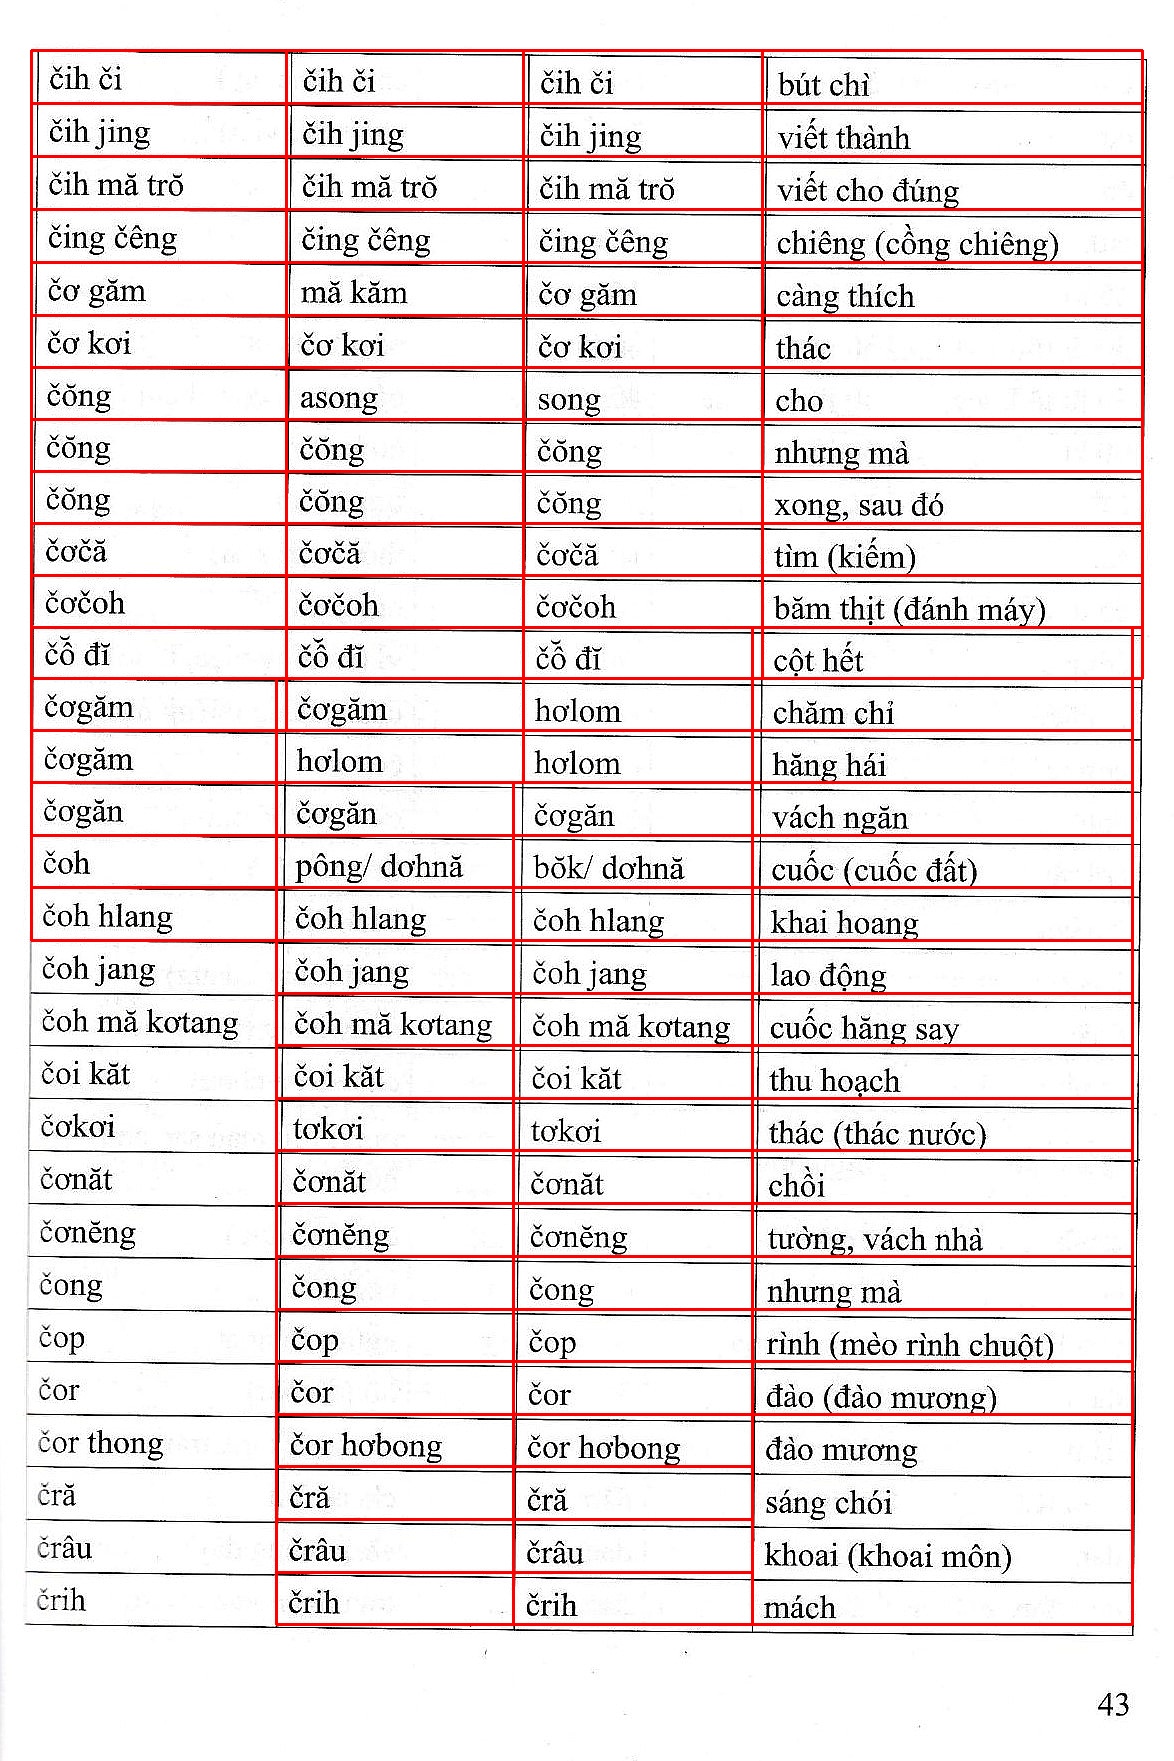 čih či čih či čih či bút chì
čih jing čih jing čih jing viết thành
čih mă trŏ čih mă trŏ čih mă trŏ viết cho đúng
čing čêng čing čêng čing čêng chiêng (cồng chiêng)
čơ găm mă kăm čơ găm càng thích
čơ kơi čơ kơi čơ kơi thác
čŏng asong song cho
čŏng čŏng čŏng nhưng mà
čŏng čŏng čŏng xong, sau đó
čơčă čơčă čơčă tìm (kiếm)
čơčoh čơčoh čơčoh băm thịt (đánh máy)
čô̆ đĭ čô̆ đĭ čô̆ đĭ cột hết
čơgăm čơgăm hơlom chăm chỉ
čơgăm hơlom hơlom hăng hái
čơgăn čơgăn čơgăn vách ngăn
čoh pông/ dơhnă bŏk/ dơhnă cuốc (cuốc đất)
čoh hlang čoh hlang čoh hlang khai hoang
čoh jang čoh jang čoh jang lao động
čoh mă kơtang čoh mă kơtang čoh mă kơtang cuốc hăng say
čoi kăt čoi kăt čoi kăt thu hoạch
čơkơi tơkơi tơkơi thác (thác nước)
čơnăt čơnăt čơnăt chồi
čơnĕng čơnĕng čơnĕng tường, vách nhà
čong čong čong nhưng mà
čop čop čop rình (mèo rình chuột)
čor čor čor đào (đào mương)
čor thong čor hơbong čor hơbong đào mương
čră čră čră sáng chói
črâu črâu črâu khoai (khoai môn)
črih črih črih mách
43